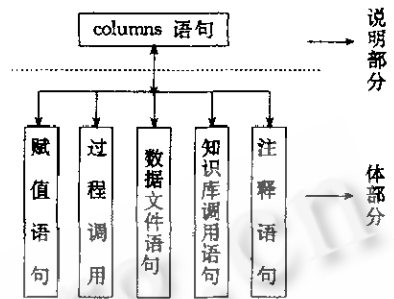 columns 语句
说明部分
赋值语句
过程调用
数据文件语句
知识库调用语句
注释语句
体部分